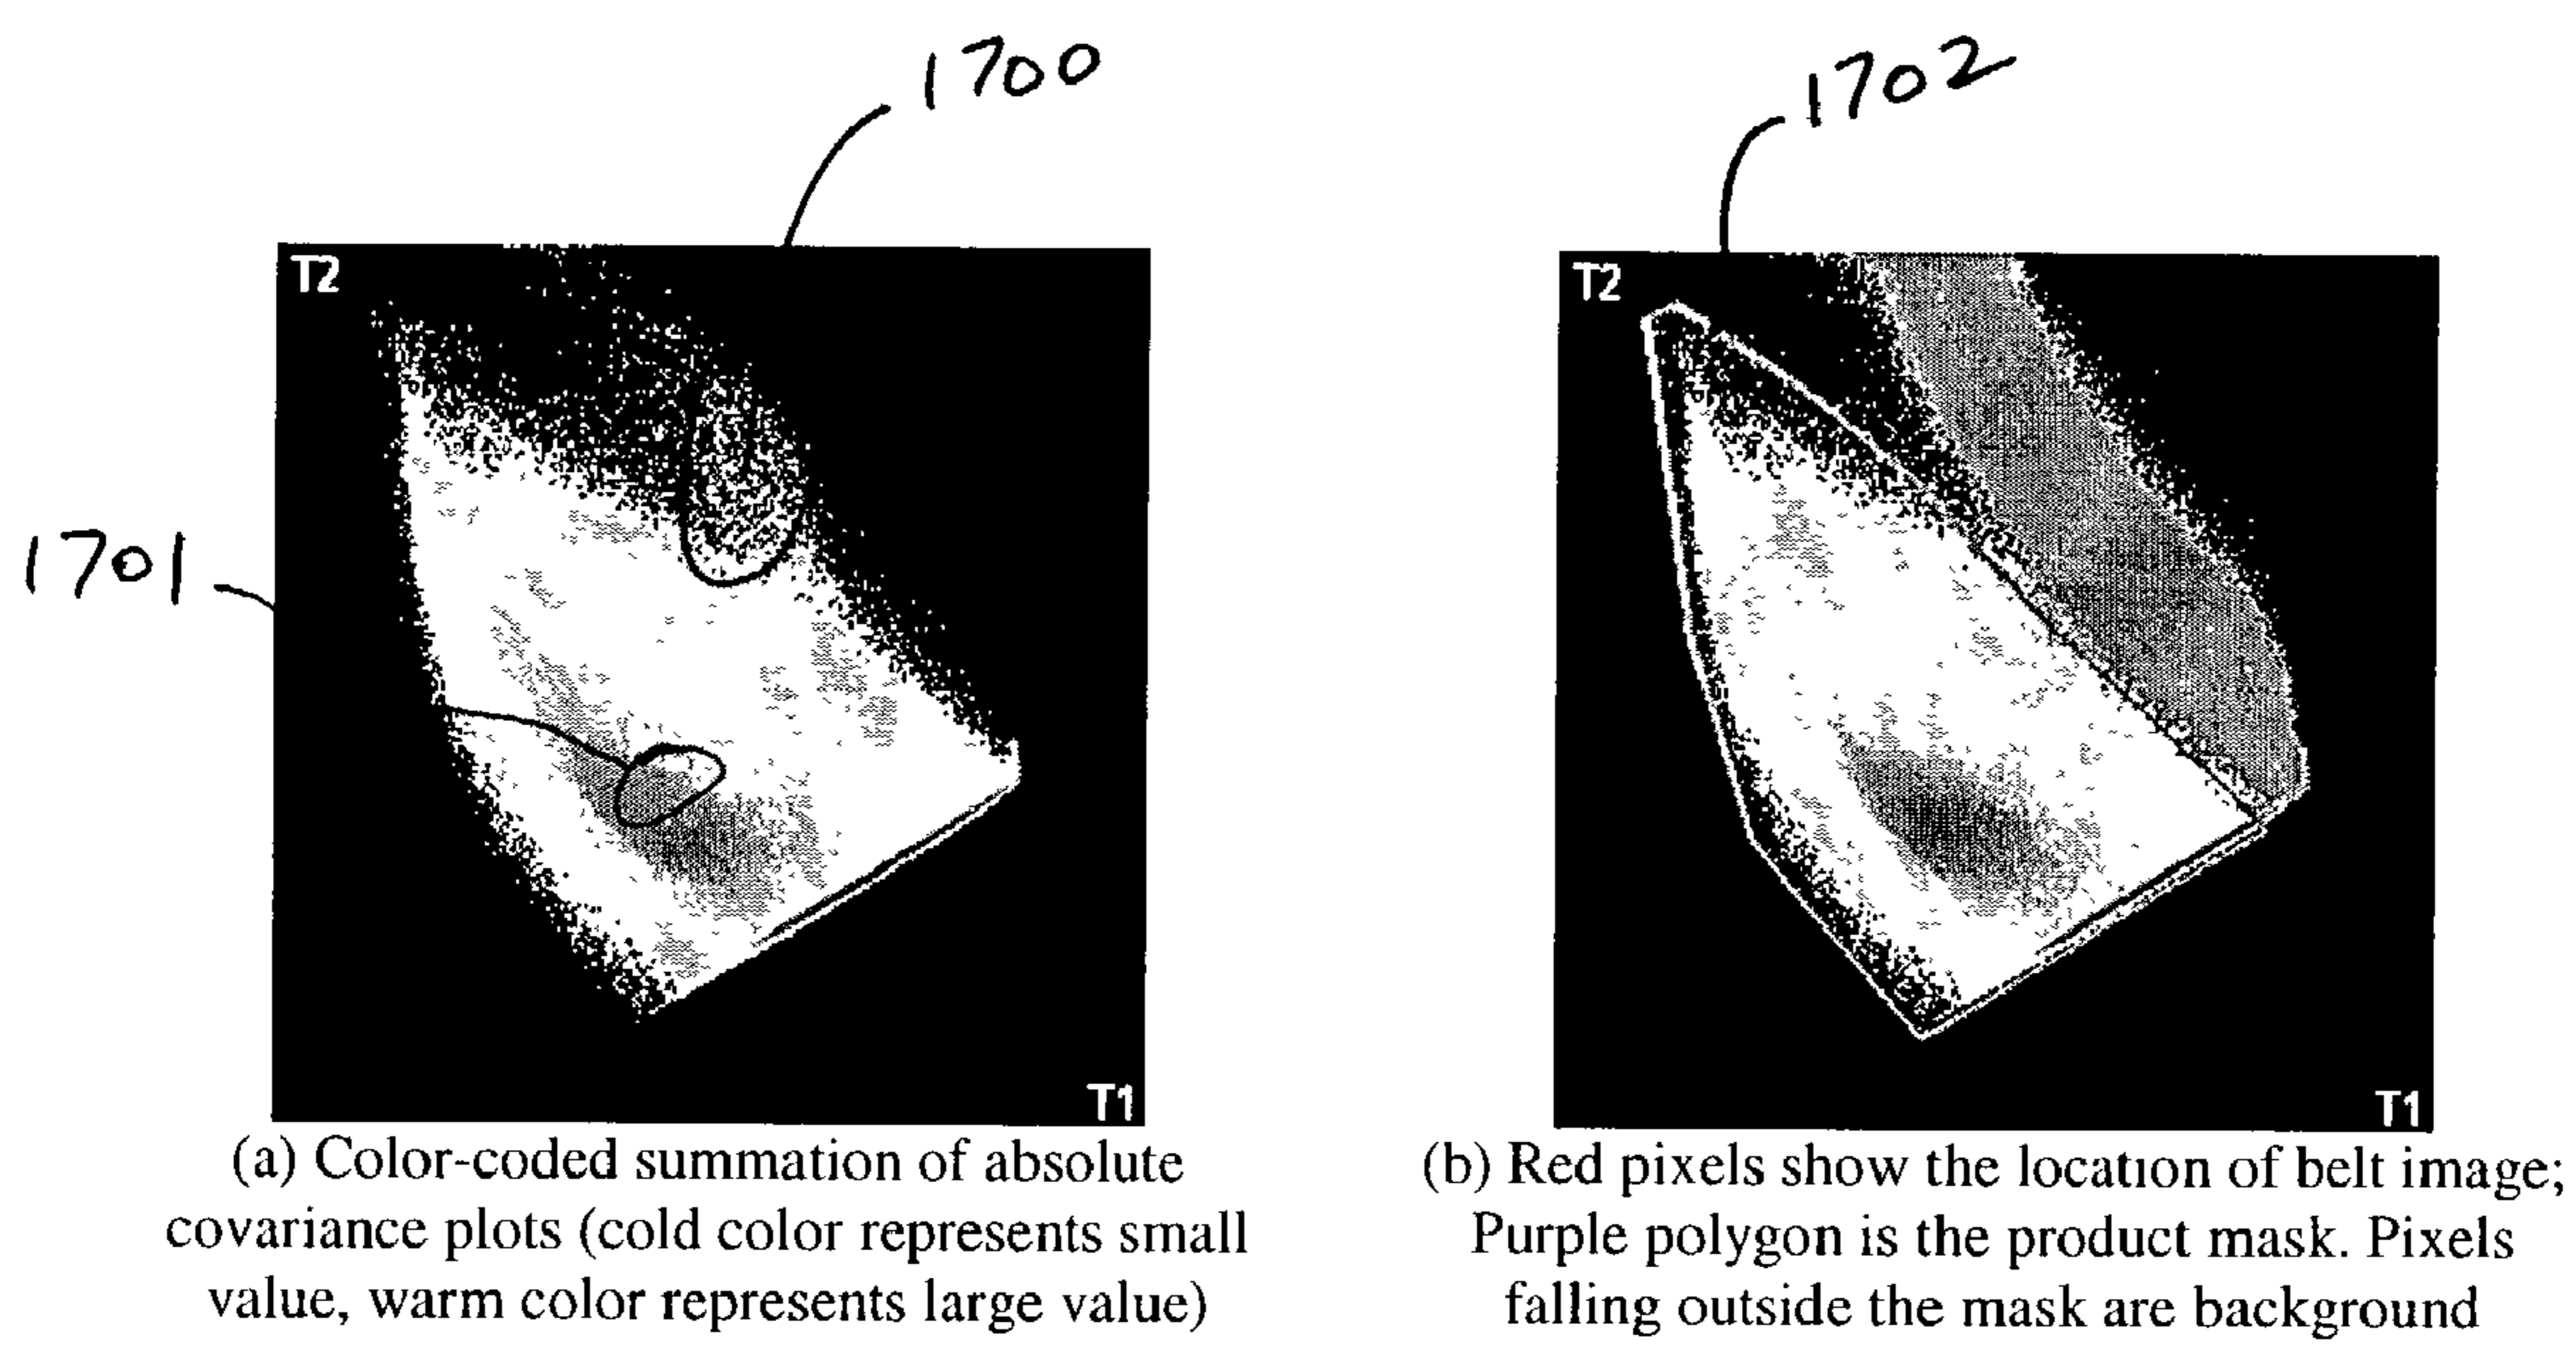 1700
1702
T2
T2
1701
T1
T1
(a) Color-coded summation of absolute
covariance plots (cold color represents small
value, warm color represents large value)
(b) Red pixels show the location of belt image;
Purple polygon is the product mask. Pixels
falling outside the mask are background